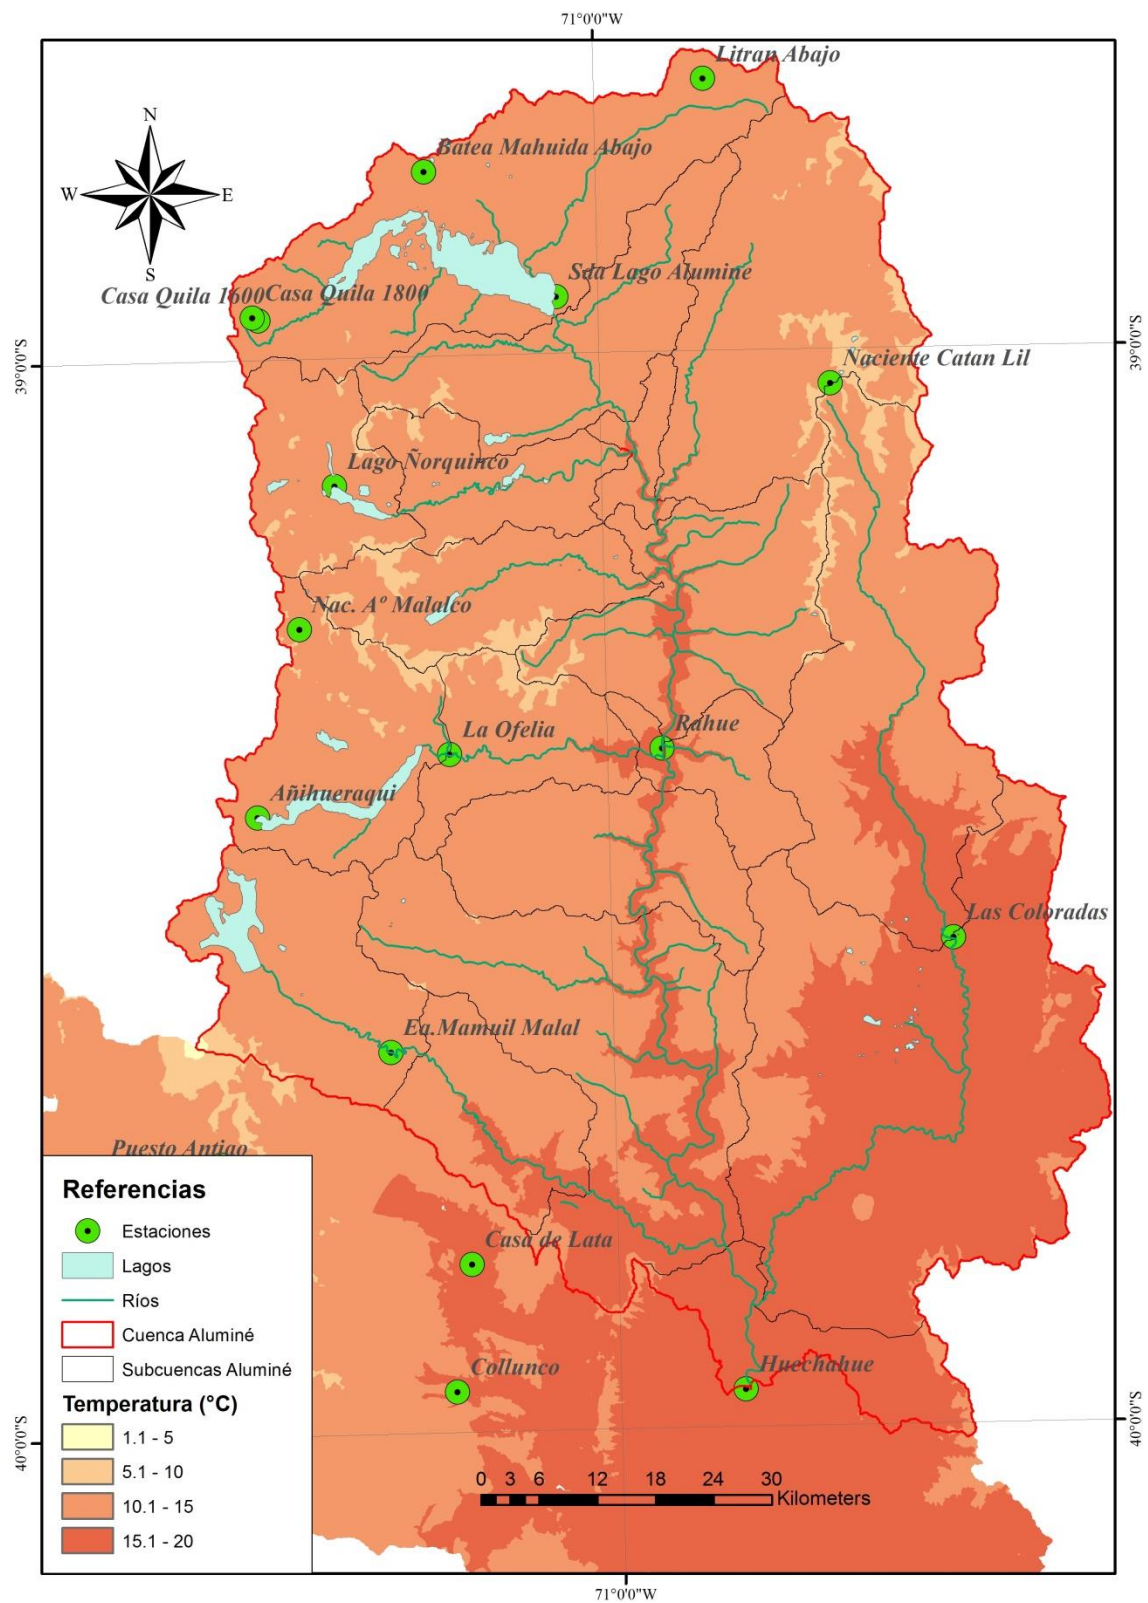 71°0'0"W
Litran Abajo
N
Batea Mahuida Abajo
W E
S
Sda Lago Alumine
Casa Quila 1600 Casa Quila 1800
39°0'0"S
39°0'0"S
Naciente Catan Lil
Lago Ñorquinco
Nac. Aº Malalco
La Ofelia
Rahue
Añihueraqui
Las Coloradas
Ea.Mamuil Malal
Puesto Antiao
Referencias
Estaciones
Lagos
Ríos
Cuenca Aluminé
Subcuencas Aluminé
Temperatura (°C)
1.1 - 5
5.1 - 10
10.1 - 15
15.1 - 20
Casa de Lata
Collunco
Huechahue
40°0'0"S
40°0'0"S
0 3 6 12 18 24 30
Kilometers
71°0'0"W